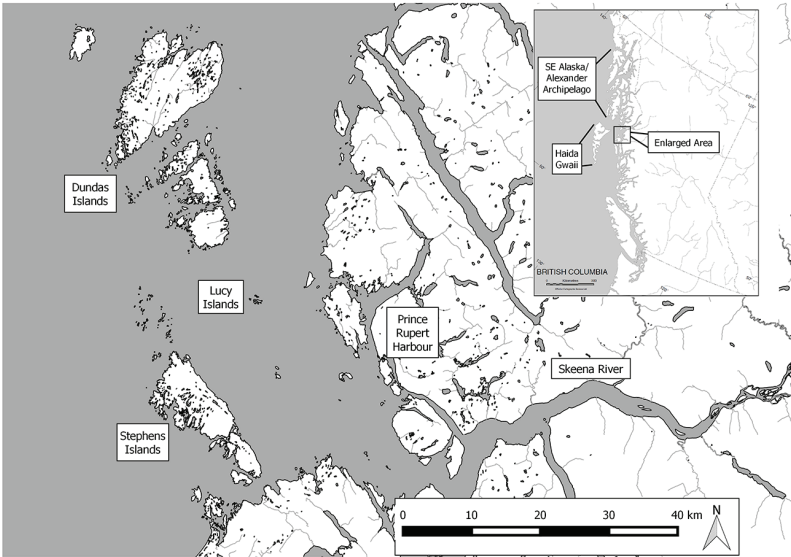 SE Alaska/
Alexander
Archipelago
Haida
Gwaii
Enlarged Area
BRITISH COLUMBIA
Dundas
Islands
Lucy
Islands
Prince
Rupert
Harbour
Skeena River
Stephens
Islands
0 10 20 30 40 km
N